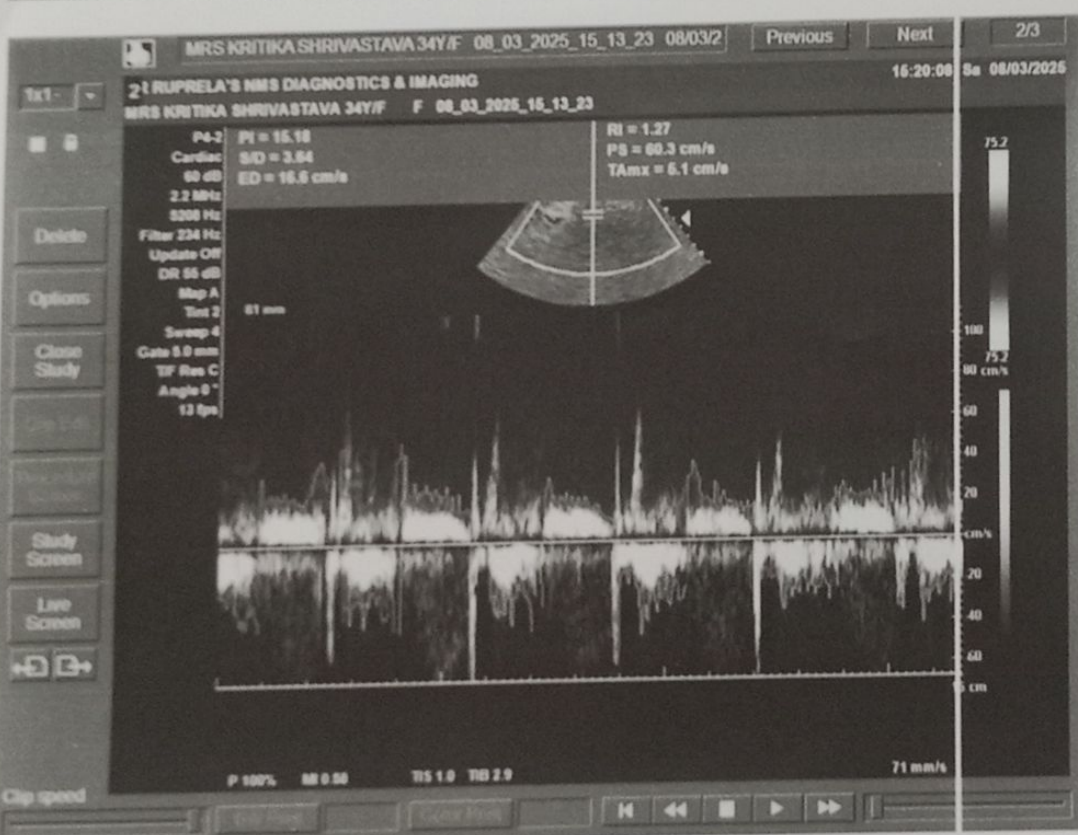 MRS KRITIKA SHRIVASTAVA 34Y/F 08_03_2025_15_13_23 08/03/2
Previous
Next
2/3
1x1
RUPRELA'S NMS DIAGNOSTICS & IMAGING
15:20:08 Sa 08/03/2025
MRS KRITIKA SHRIVASTAVA 34Y/F F 08_03_2025_15_13_23
P4-2
Cardiac
60 dB
2.2 MHz
5208 Hz
Filter 234 Hz
Update Off
DR 55 dB
Map A
Tint 2
Sweep 4
Gate 5.0 mm
T/F Res C
Angle 0 °
13 fps
PI = 15.18
S/D = 3.64
ED = 16.6 cm/s
RI = 1.27
PS = 60.3 cm/s
TAmx = 5.1 cm/s
61 mm
75.2
75.2
cm/s
100
80
60
40
20
cm/s
20
40
60
cm
Delete
Options
Close
Study
Study
Screen
Live
Screen
P 100% MI 0.50 TIS 1.0 TIB 2.9
71 mm/s
Clip speed